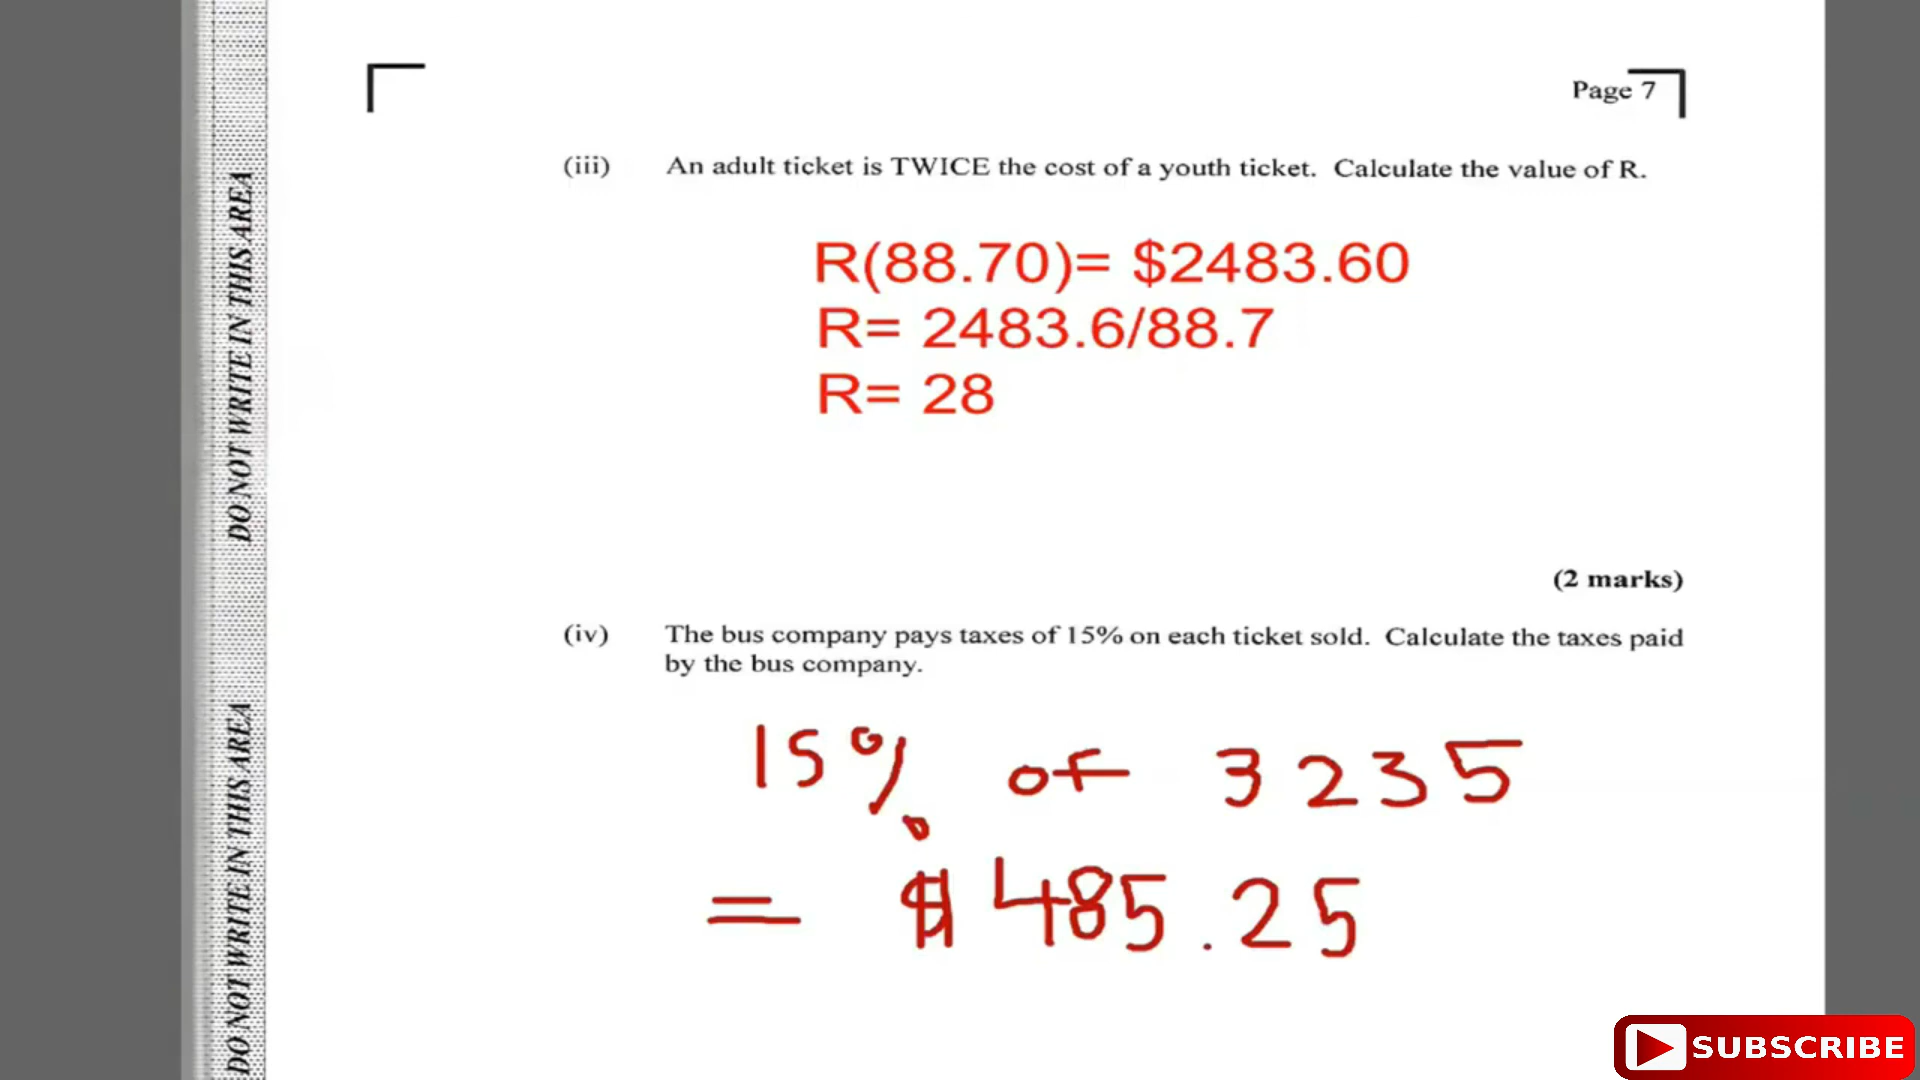 Page 7
(iii) An adult ticket is TWICE the cost of a youth ticket. Calculate the value of R.
R(88.70)= $2483.60
R= 2483.6/88.7
R= 28
(2 marks)
(iv) The bus company pays taxes of 15% on each ticket sold. Calculate the taxes paid
by the bus company.
15% of 3235
= $485.25
DO NOT WRITE IN THIS AREA
DO NOT WRITE IN THIS AREA
SUBSCRIBE